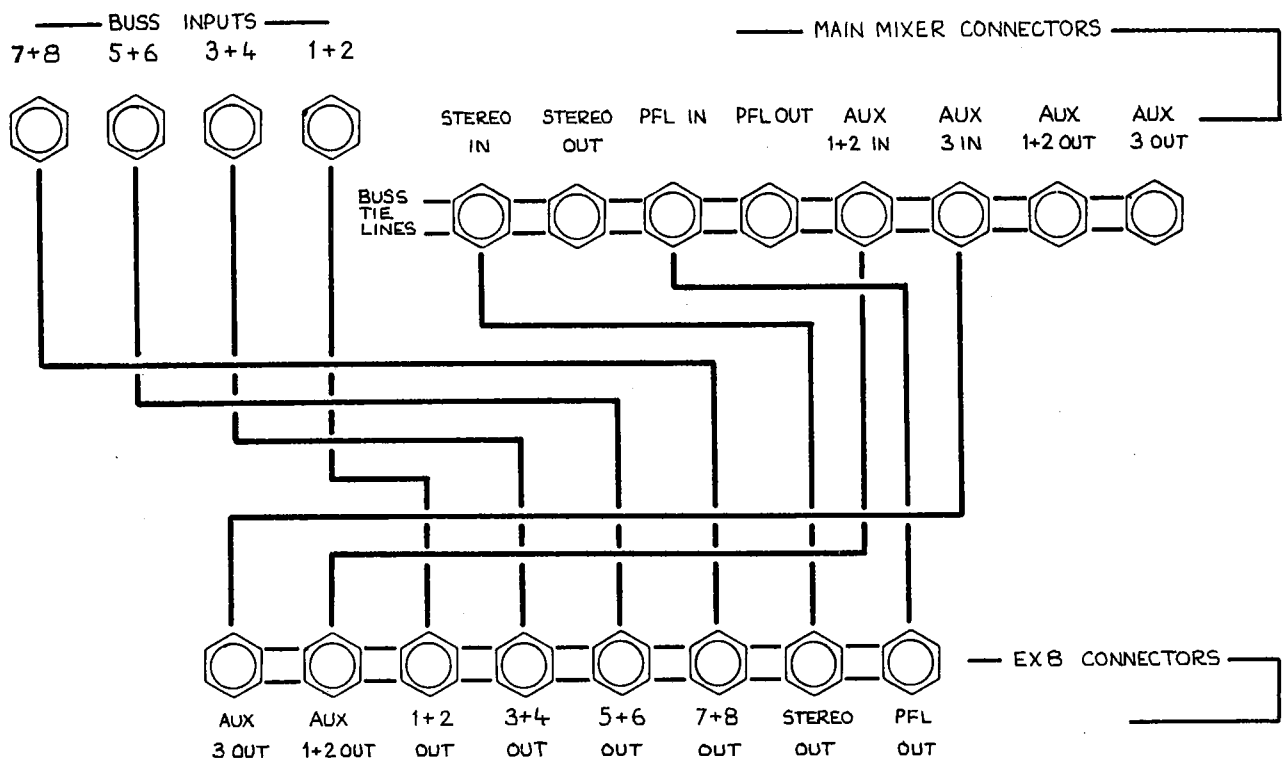 BUSS INPUTS
7+8 5+6 3+4 1+2
MAIN MIXER CONNECTORS
STEREO IN
STEREO OUT
PFL IN
PFL OUT
AUX 1+2 IN
AUX 3 IN
AUX 1+2 OUT
AUX 3 OUT
BUSS
TIE
LINES
EX8 CONNECTORS
AUX 3 OUT
AUX 1+2 OUT
1+2 OUT
3+4 OUT
5+6 OUT
7+8 OUT
STEREO OUT
PFL OUT